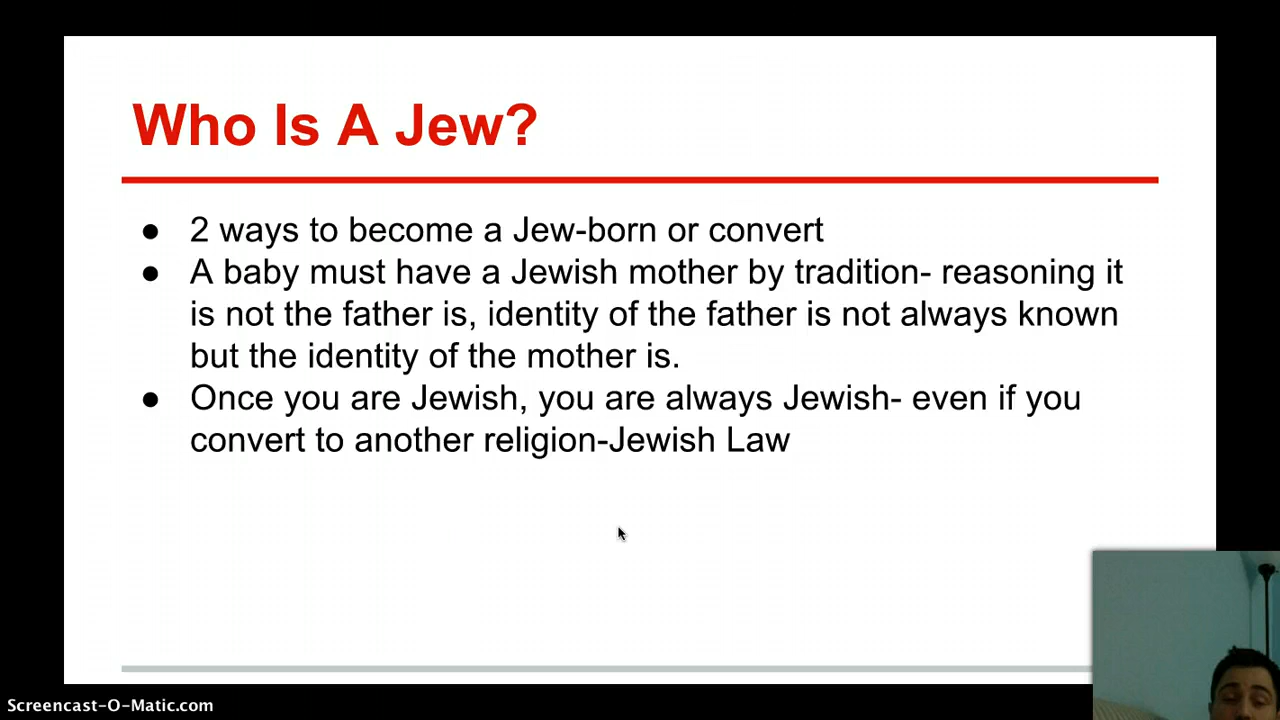 Who Is A Jew?
● 2 ways to become a Jew-born or convert
● A baby must have a Jewish mother by tradition- reasoning it
is not the father is, identity of the father is not always known
but the identity of the mother is.
● Once you are Jewish, you are always Jewish- even if you
convert to another religion-Jewish Law
Screencast-O-Matic.com